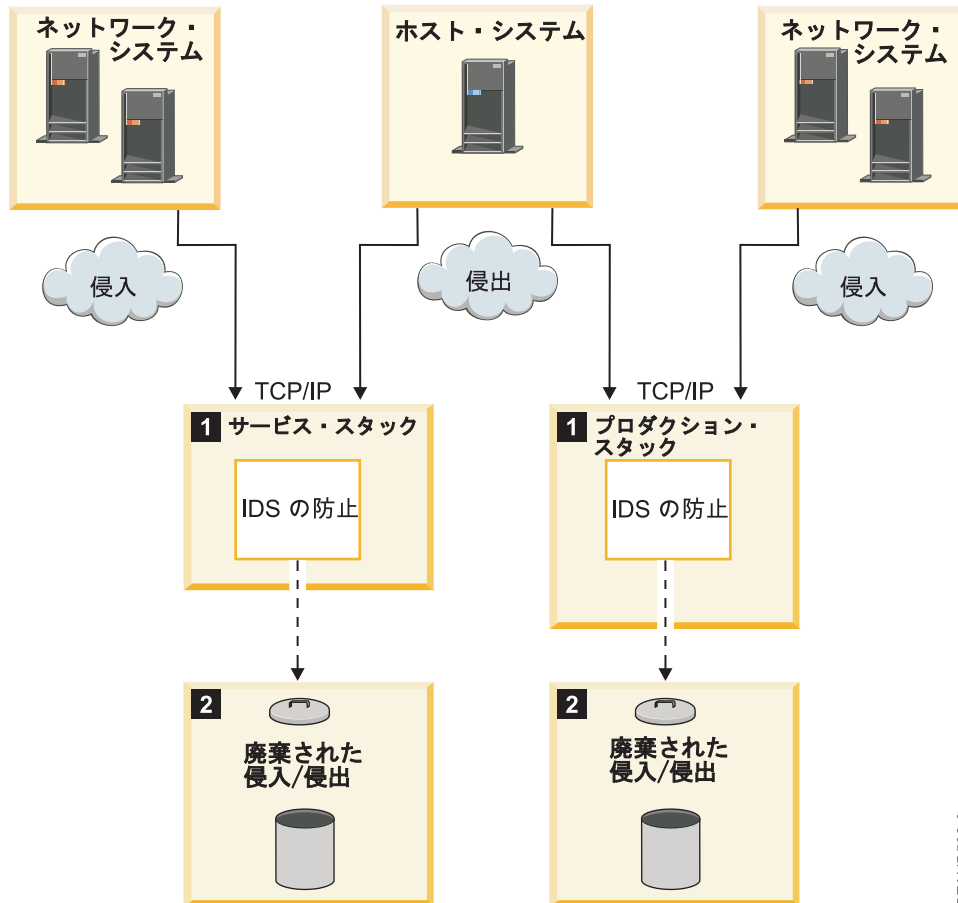 ネットワーク・
システム
ホスト・システム
ネットワーク・
システム
侵入
侵出
侵入
TCP/IP
TCP/IP
1 サービス・スタック
IDS の防止
1 プロダクション・
スタック
IDS の防止
2
廃棄された
侵入/侵出
2
廃棄された
侵入/侵出